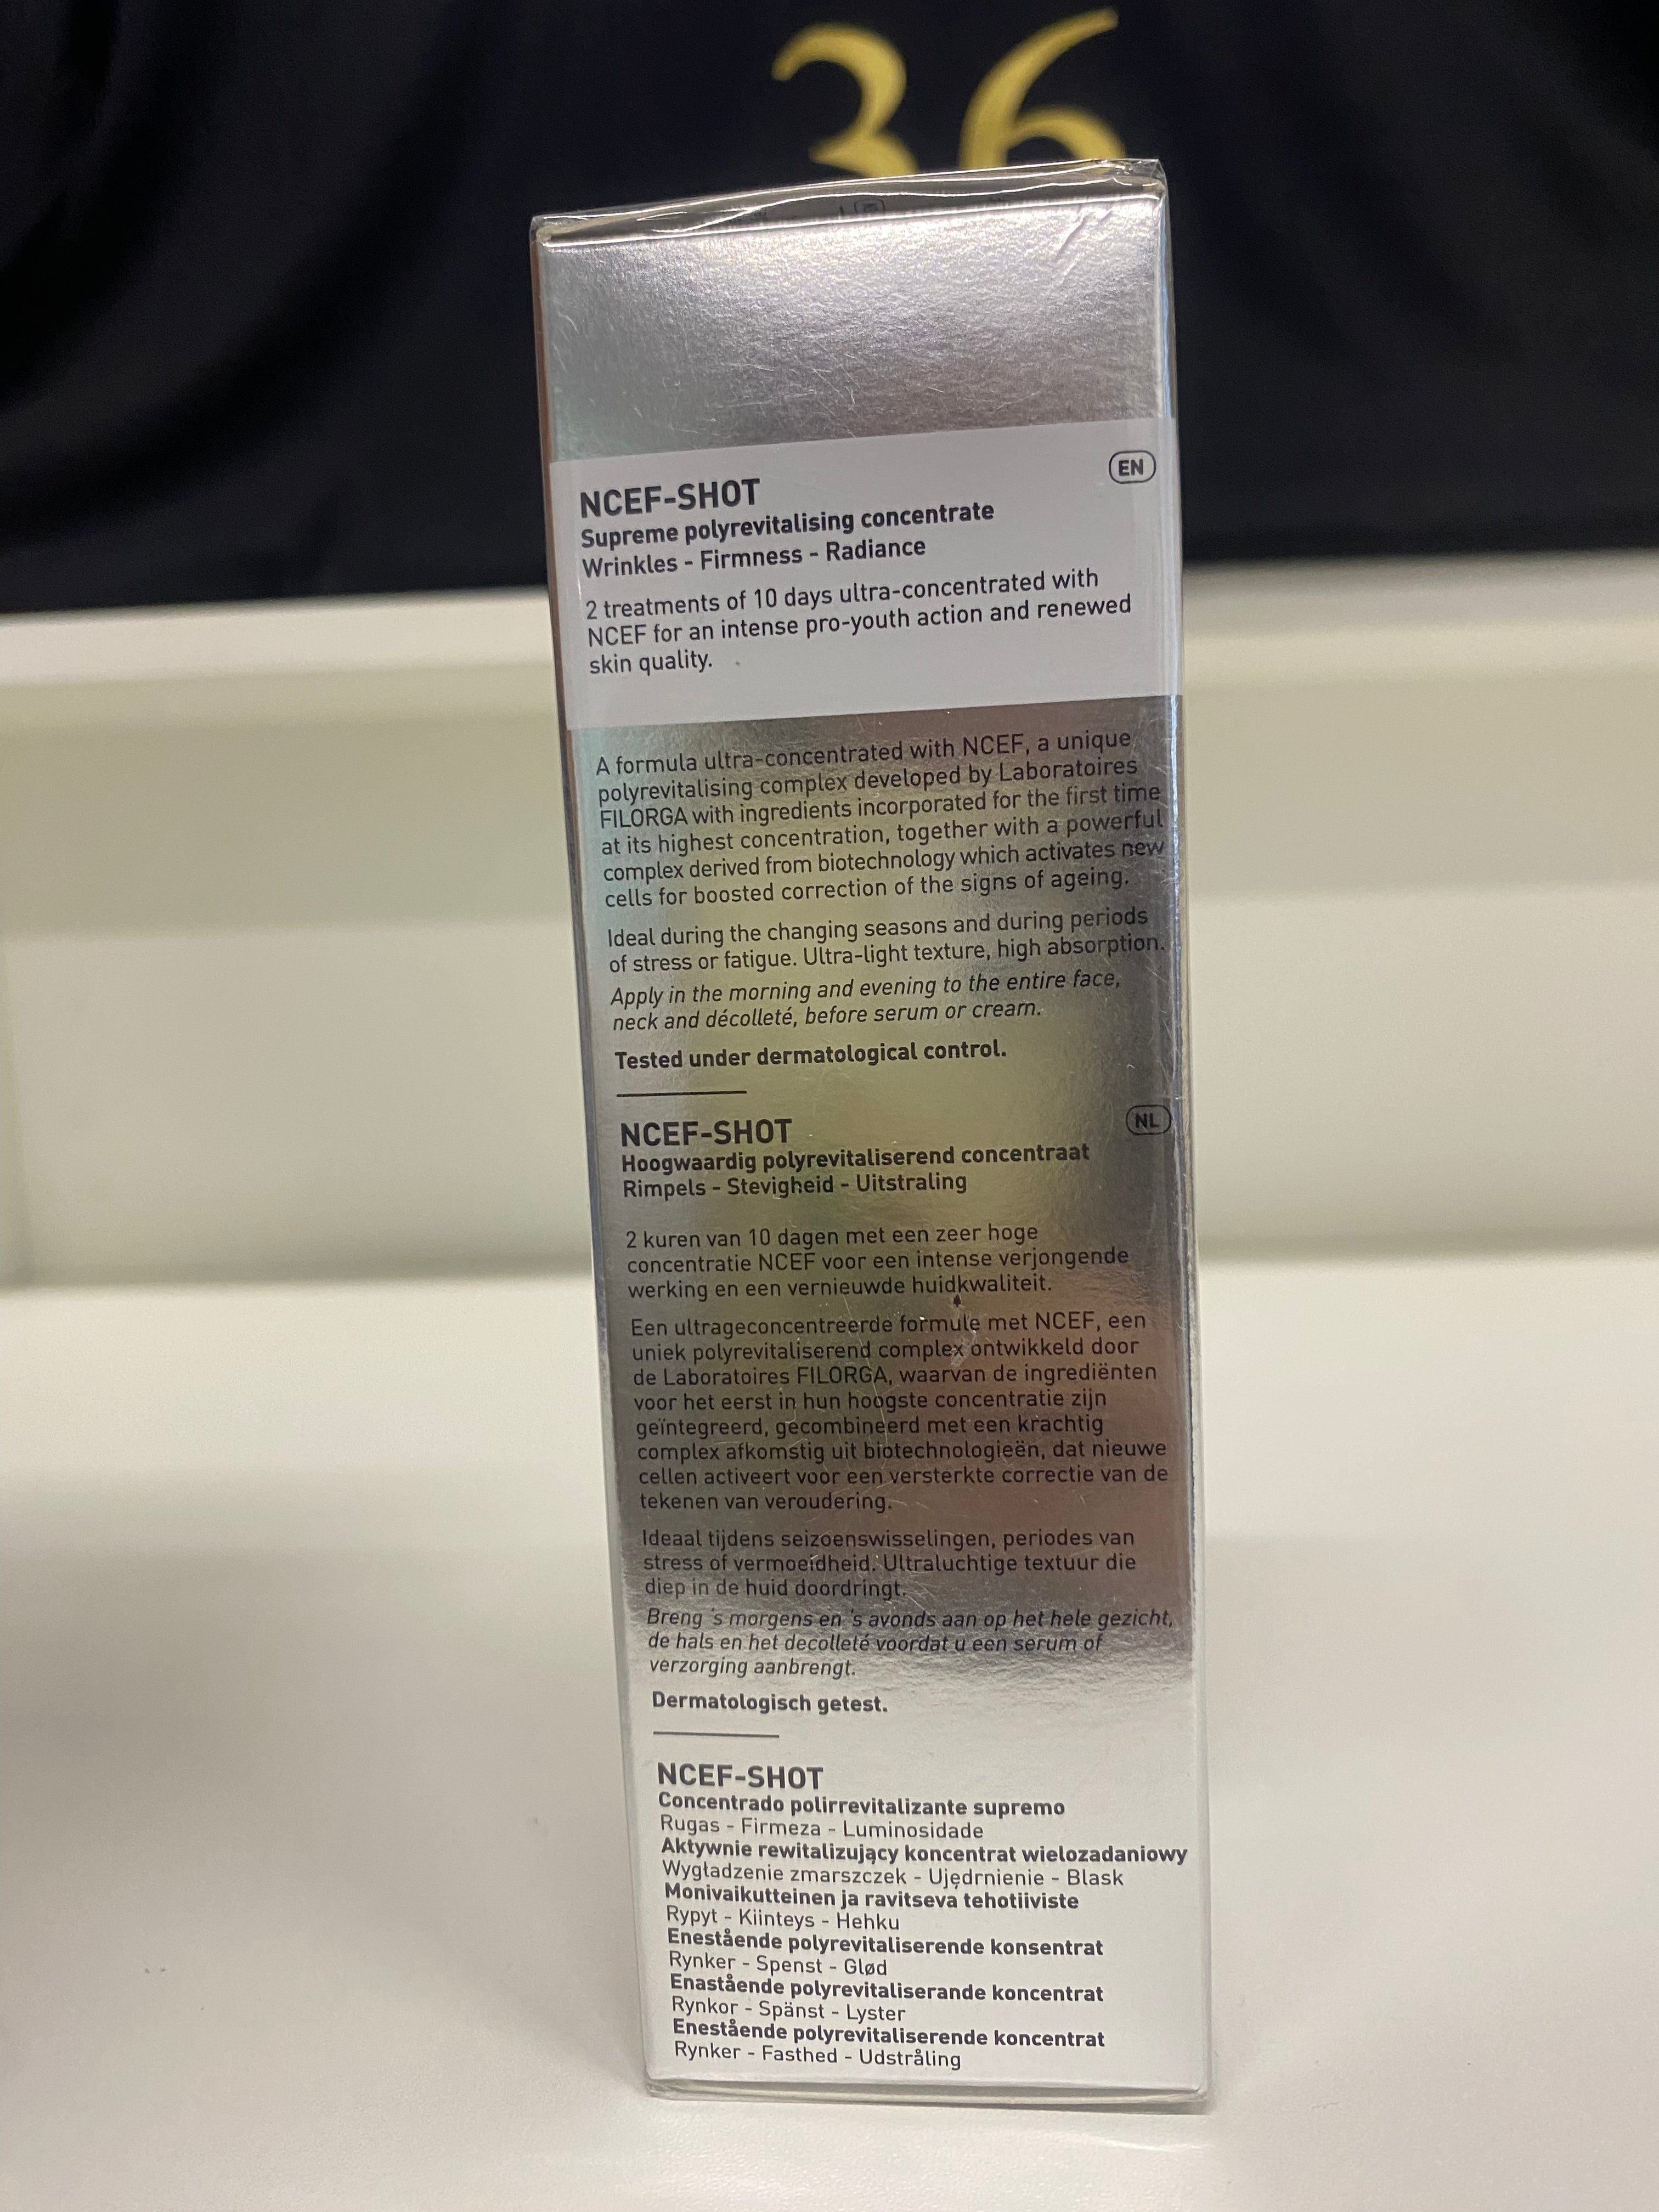 36
EN
NCEF-SHOT
Supreme polyrevitalising concentrate
Wrinkles - Firmness - Radiance
2 treatments of 10 days ultra-concentrated with
NCEF for an intense pro-youth action and renewed
skin quality.
A formula ultra-concentrated with NCEF, a unique
polyrevitalising complex developed by Laboratoires
FILORGA with ingredients incorporated for the first time
at its highest concentration, together with a powerful
complex derived from biotechnology which activates new
cells for boosted correction of the signs of ageing.
Ideal during the changing seasons and during periods
of stress or fatigue. Ultra-light texture, high absorption.
Apply in the morning and evening to the entire face,
neck and décolleté, before serum or cream.
Tested under dermatological control.
NL
NCEF-SHOT
Hoogwaardig polyrevitaliserend concentraat
Rimpels - Stevigheid - Uitstraling
2 kuren van 10 dagen met een zeer hoge
concentratie NCEF voor een intense verjongende
werking en een vernieuwde huidkwaliteit.
Een ultrageconcentreerde formule met NCEF, een
uniek polyrevitaliserend complex ontwikkeld door
de Laboratoires FILORGA, waarvan de ingrediënten
voor het eerst in hun hoogste concentratie zijn
geïntegreerd, gecombineerd met een krachtig
complex afkomstig uit biotechnologieën, dat nieuwe
cellen activeert voor een versterkte correctie van de
tekenen van veroudering.
Ideaal tijdens seizoenswisselingen, periodes van
stress of vermoeidheid. Ultraluchtige textuur die
diep in de huid doordringt.
Breng 's morgens en 's avonds aan op het hele gezicht,
de hals en het decolleté voordat u een serum of
verzorging aanbrengt.
Dermatologisch getest.
NCEF-SHOT
Concentrado polirrevitalizante supremo
Rugas - Firmeza - Luminosidade
Aktywnie rewitalizujący koncentrat wielozadaniowy
Wygładzenie zmarszczek - Ujędrnienie - Blask
Monivaikutteinen ja ravitseva tehotiiviste
Rypyt - Kiinteys - Hehku
Enestående polyrevitaliserende konsentrat
Rynker - Spenst - Glød
Enastående polyrevitaliserande koncentrat
Rynkor - Spänst - Lyster
Enestående polyrevitaliserende koncentrat
Rynker - Fasthed - Udstråling